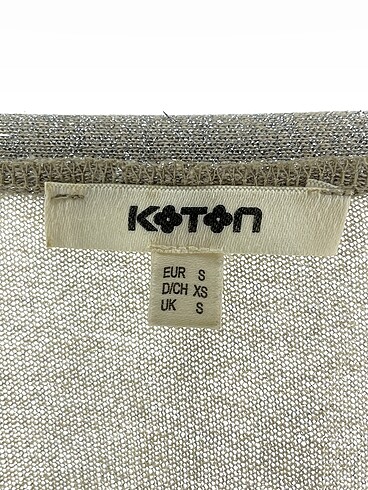 KOTON
EUR S
D/CH XS
UK S